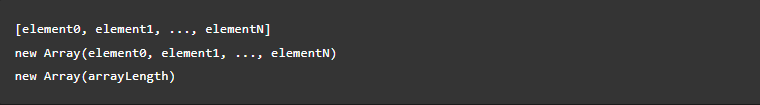 [element0, element1, ..., elementN]
new Array(element0, element1, ..., elementN)
new Array(arrayLength)